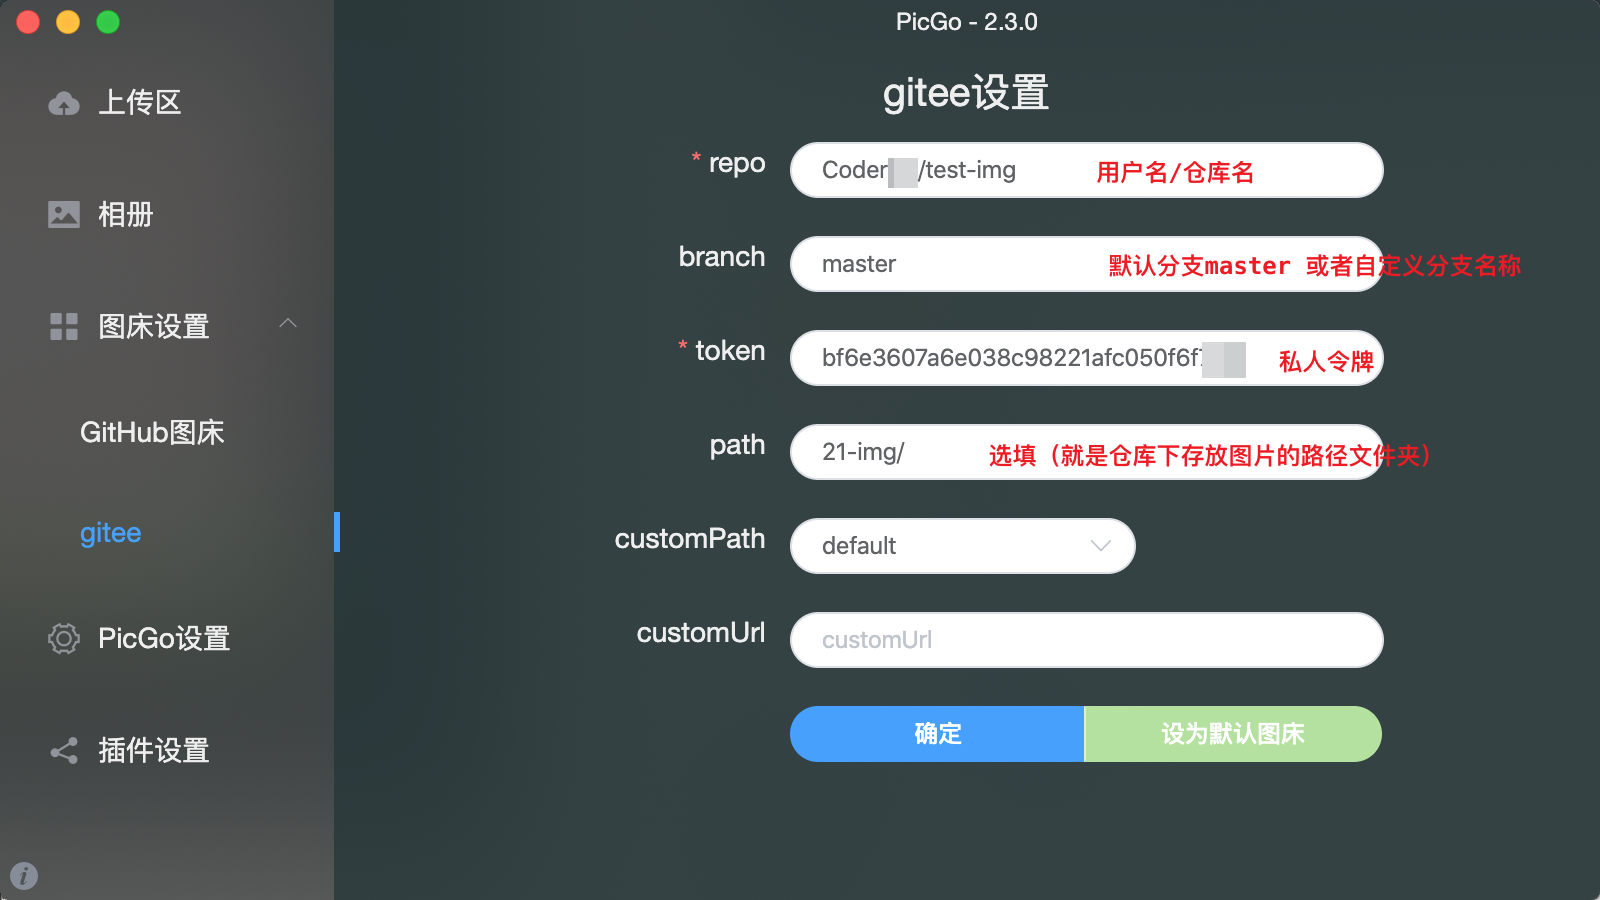 PicGo - 2.3.0
上传区
相册
图床设置
GitHub图床
gitee
PicGo设置
插件设置
gitee设置
* repo
Coder /test-img 用户名/仓库名
branch
master 默认分支master 或者自定义分支名称
* token
bf6e3607a6e038c98221afc050f6f 私人令牌
path
21-img/ 选填（就是仓库下存放图片的路径文件夹）
customPath
default
customUrl
customUrl
确定
设为默认图床